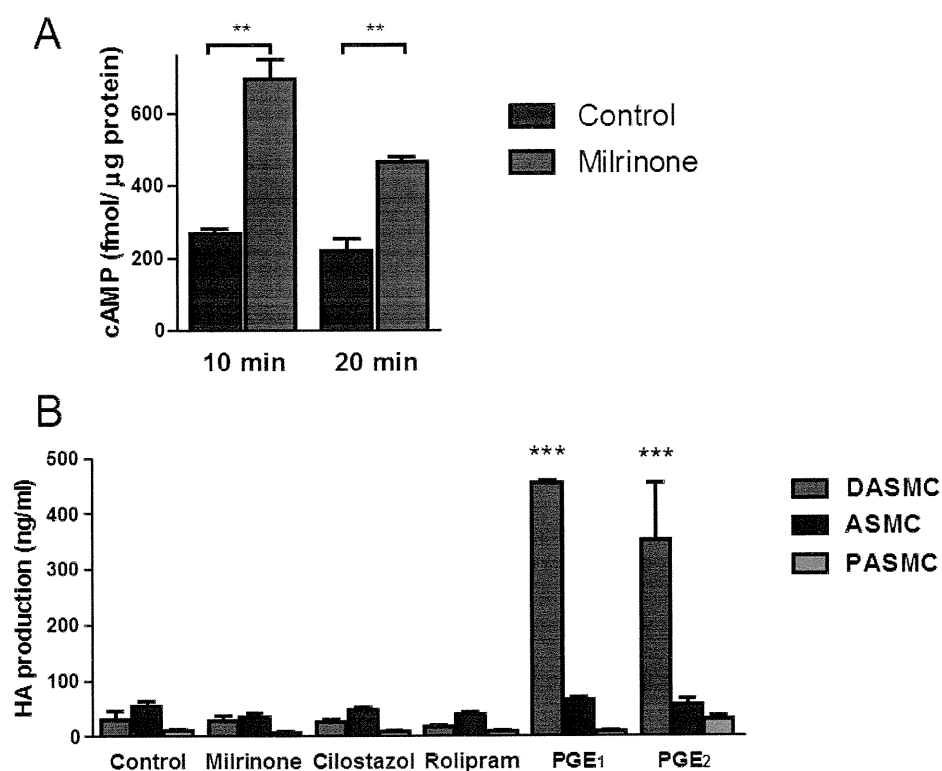 A
** **
cAMP (fmol/ µg protein)
600
400
200
0
10 min 20 min
Control
Milrinone
B
HA production (ng/ml)
500
400
300
200
100
0
*** ***
Control Milrinone Cilostazol Rolipram PGE1 PGE2
DASMC
ASMC
PASMC